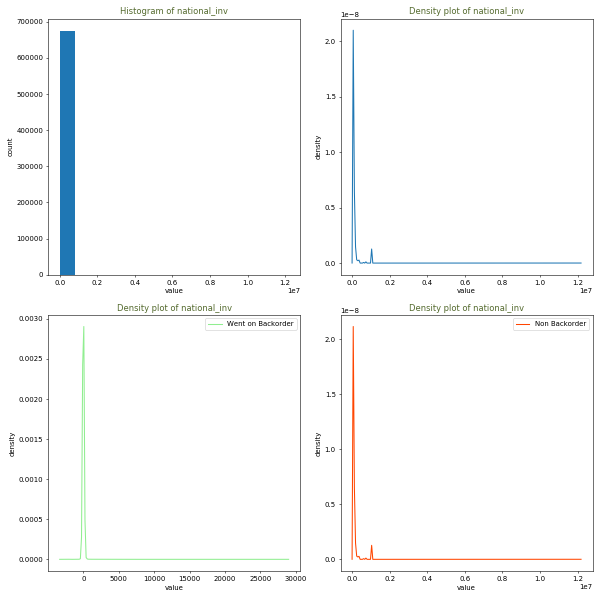 Histogram of national_inv
700000
600000
500000
400000
300000
200000
100000
0
count
0.0 0.2 0.4 0.6 0.8 1.0 1.2
1e7
value
Density plot of national_inv
1e−8
2.0
1.5
1.0
0.5
0.0
density
0.0 0.2 0.4 0.6 0.8 1.0 1.2
1e7
value
Density plot of national_inv
Went on Backorder
0.0030
0.0025
0.0020
0.0015
0.0010
0.0005
0.0000
density
0 5000 10000 15000 20000 25000 30000
value
Density plot of national_inv
1e−8
Non Backorder
2.0
1.5
1.0
0.5
0.0
density
0.0 0.2 0.4 0.6 0.8 1.0 1.2
1e7
value